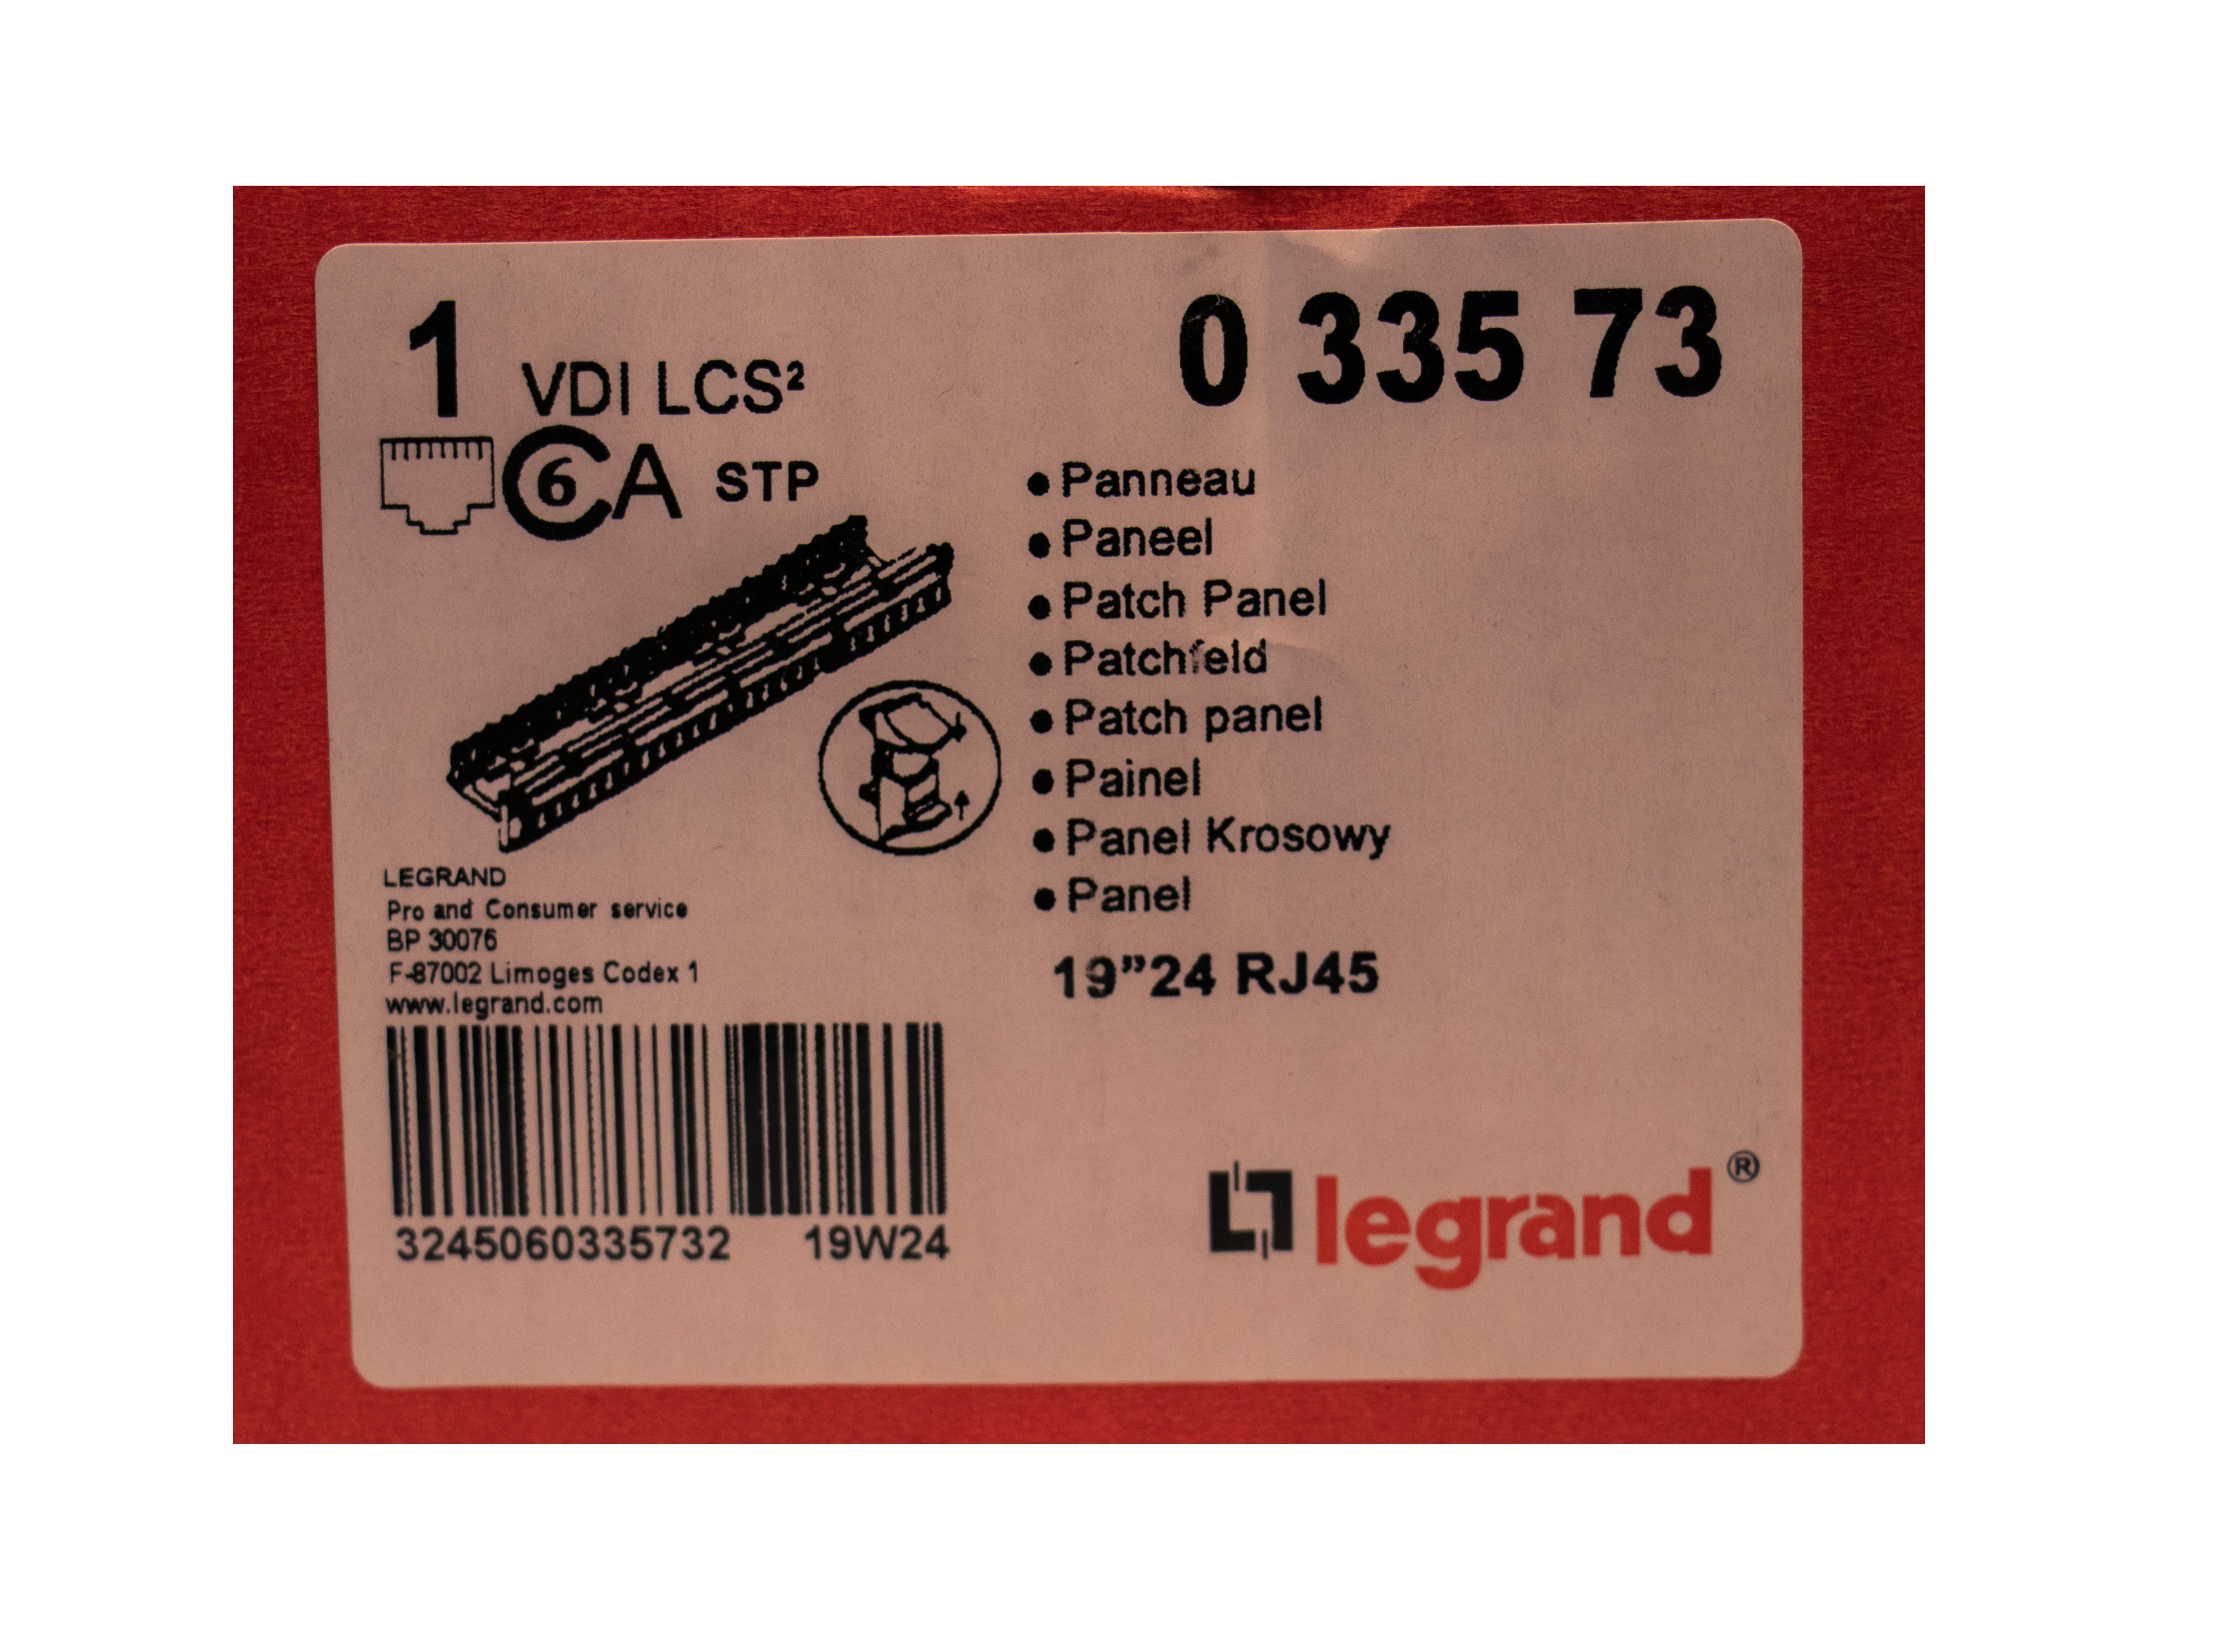 1 VDI LCS² 0 335 73
6 A STP
• Panneau
• Paneel
• Patch Panel
• Patchfeld
• Patch panel
• Painel
• Panel Krosowy
• Panel
19”24 RJ45
LEGRAND
Pro and Consumer service
BP 30076
F-87002 Limoges Codex 1
www.legrand.com
3245060335732 19W24
legrand®